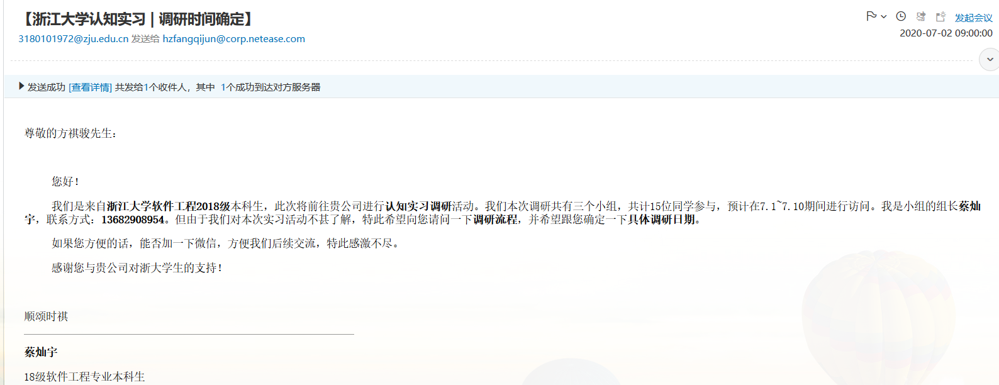 【浙江大学认知实习 | 调研时间确定】
发起会议
3180101972@zju.edu.cn 发送给 hzfangqijun@corp.netease.com
2020-07-02 09:00:00
发送成功 [查看详情] 共发给1个收件人，其中 1个成功到达对方服务器
尊敬的方祺骏先生：
您好！
我们是来自浙江大学软件工程2018级本科生，此次将前往贵公司进行认知实习调研活动。我们本次调研共有三个小组，共计15位同学参与，预计在7.1~7.10期间进行访问。我是小组的组长蔡灿
宇，联系方式：13682908954。但由于我们对本次实习活动不甚了解，特此希望向您请问一下调研流程，并希望跟您确定一下具体调研日期。
如果您方便的话，能否加一下微信，方便我们后续交流，特此感激不尽。
感谢您与贵公司对浙大学生的支持！
顺颂时祺
蔡灿宇
18级软件工程专业本科生